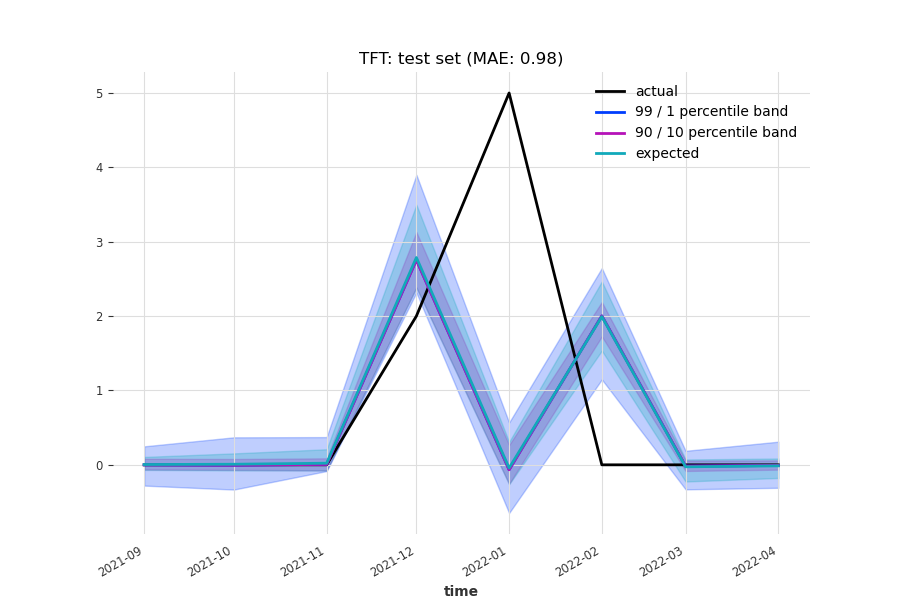 TFT: test set (MAE: 0.98)
actual
99 / 1 percentile band
90 / 10 percentile band
expected
5
4
3
2
1
0
2021-09
2021-10
2021-11
2021-12
2022-01
2022-02
2022-03
2022-04
time